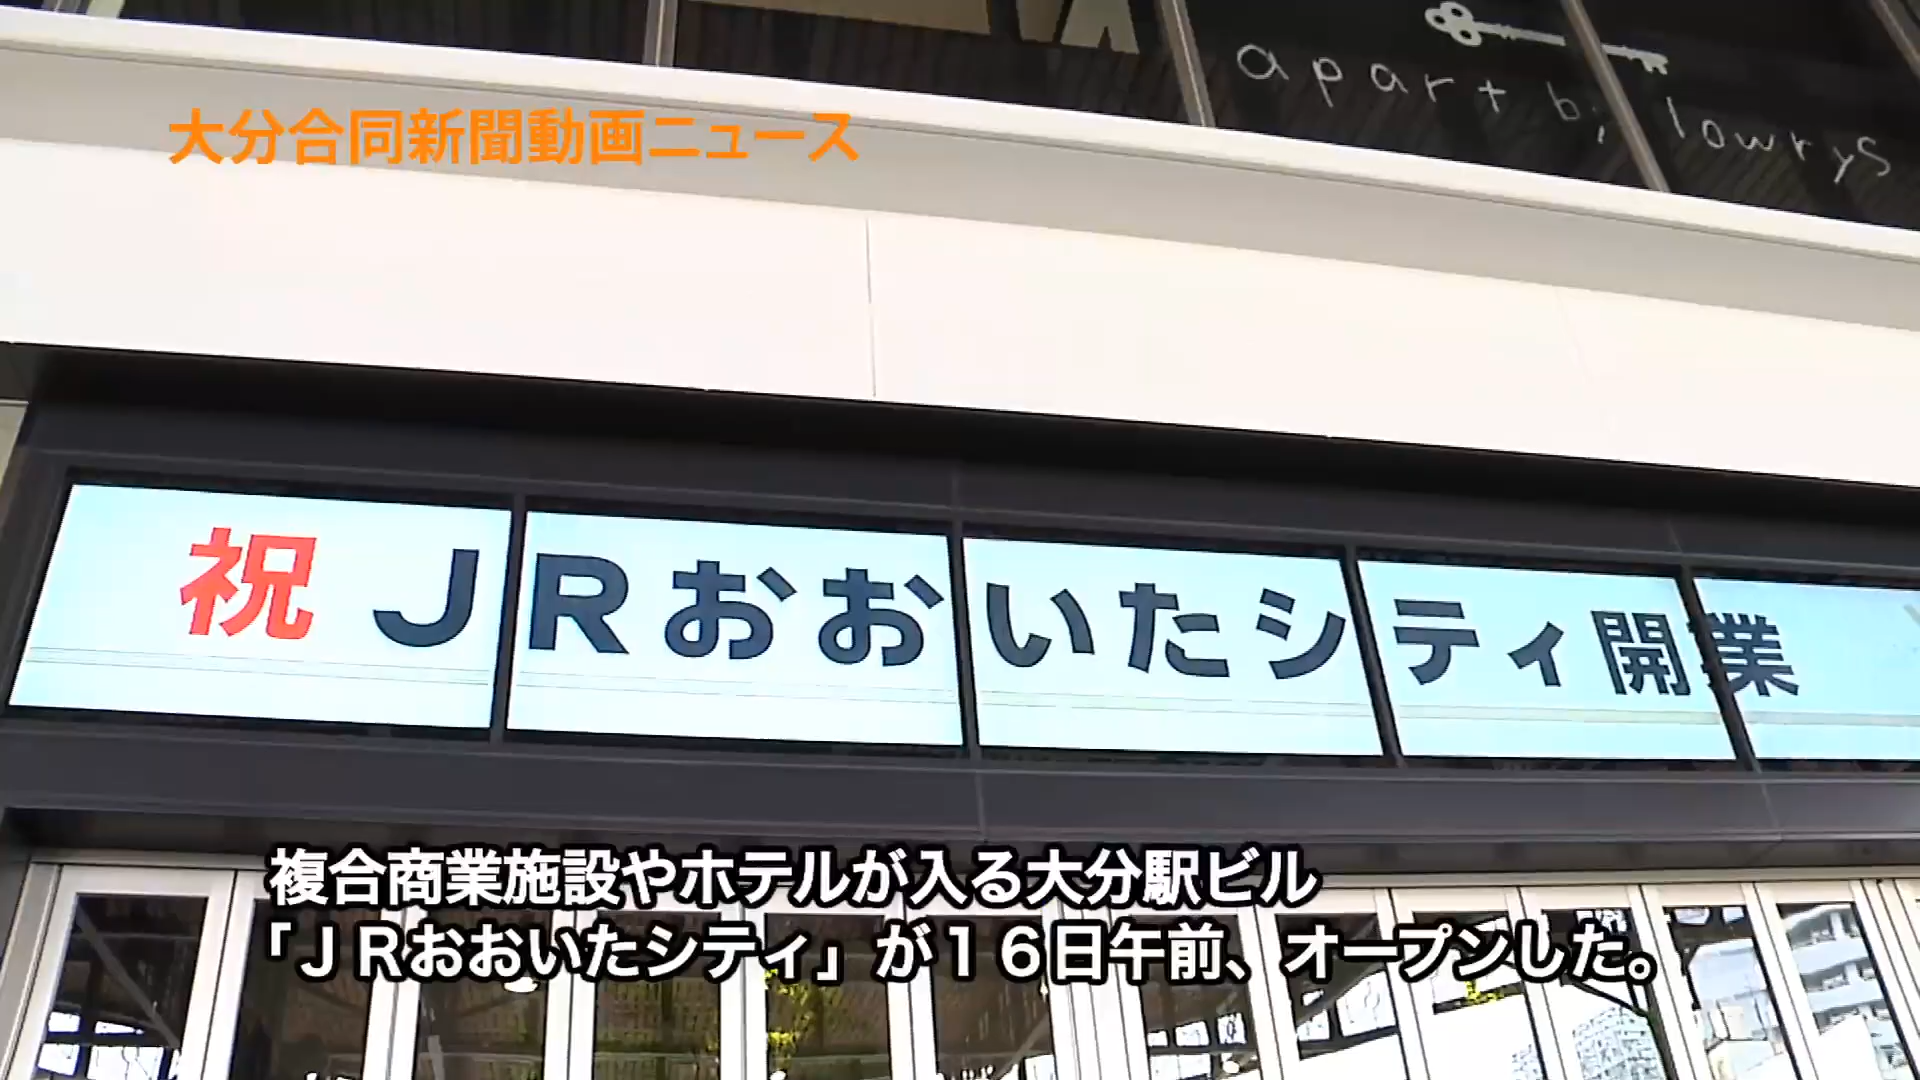 apart by lowrys
大分合同新聞動画ニュース
祝 JRおおいたシティ開業
複合商業施設やホテルが入る大分駅ビル
「ＪＲおおいたシティ」が１６日午前、オープンした。